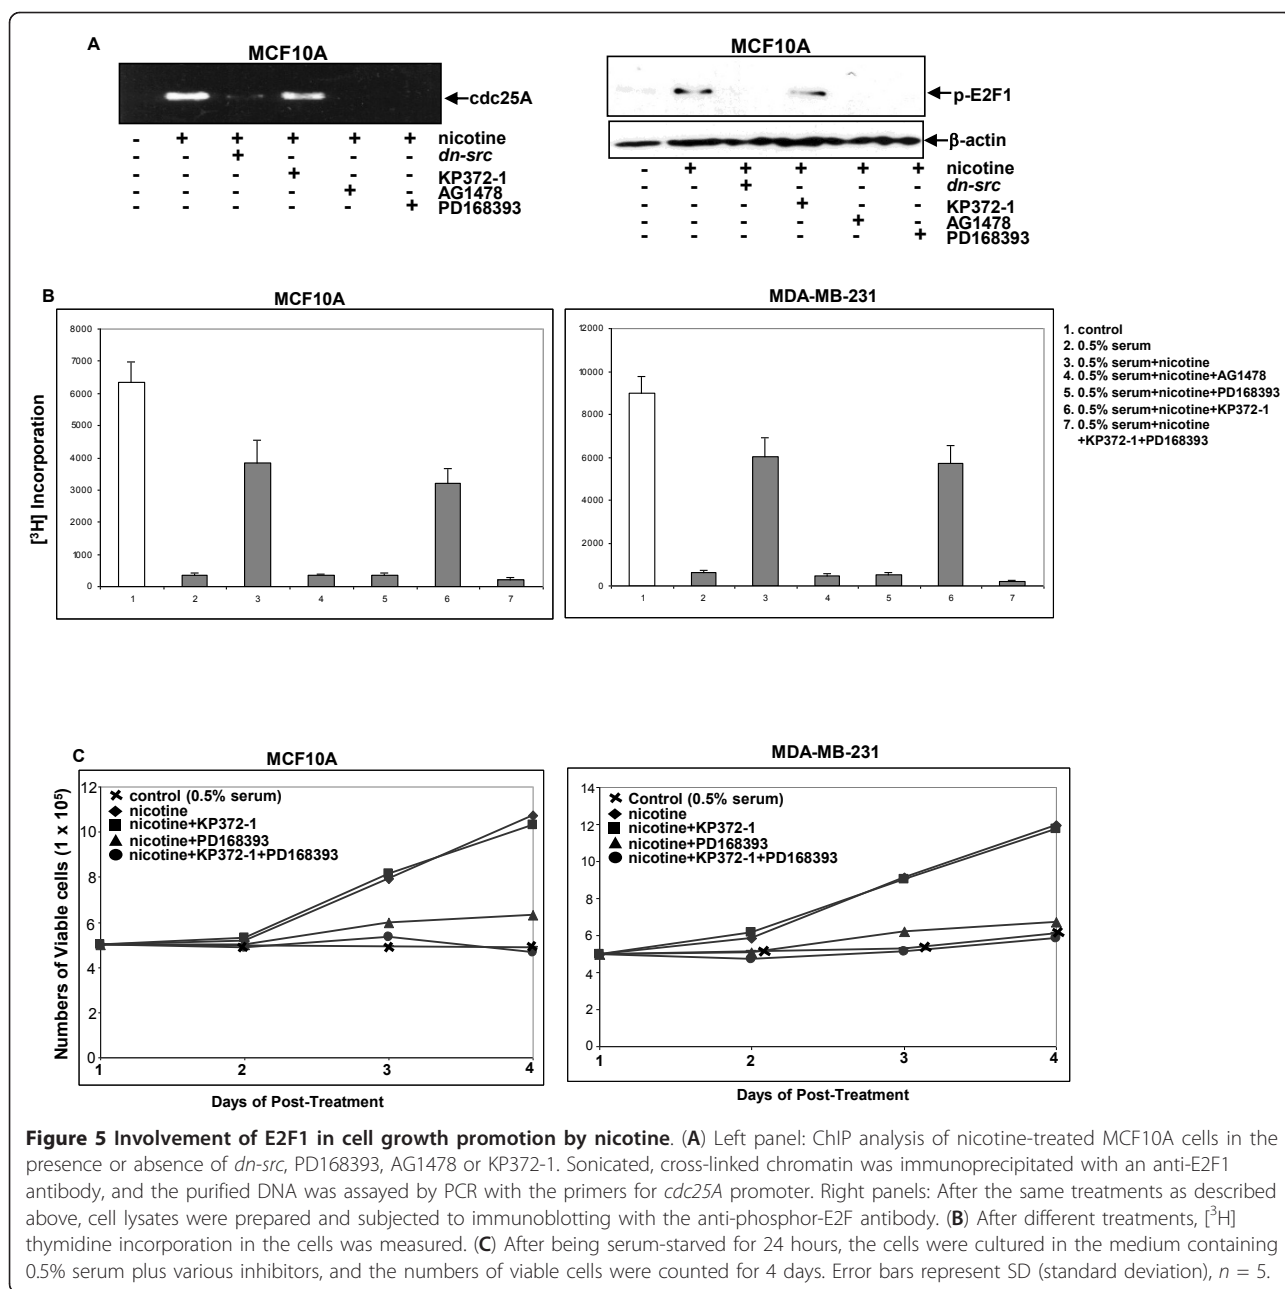 A
MCF10A
cdc25A
- + + + + + nicotine
- - + - - - dn-src
- - - + - - KP372-1
- - - - + - AG1478
- - - - - + PD168393
MCF10A
p-E2F1
β-actin
- + + + + + nicotine
- - + - - - dn-src
- - - + - - KP372-1
- - - - + - AG1478
- - - - - + PD168393
B
MCF10A
[³H] Incorporation
8000
7000
6000
5000
4000
3000
2000
1000
0
1 2 3 4 5 6 7
MDA-MB-231
12000
10000
8000
6000
4000
2000
0
1 2 3 4 5 6 7
1. control
2. 0.5% serum
3. 0.5% serum+nicotine
4. 0.5% serum+nicotine+AG1478
5. 0.5% serum+nicotine+PD168393
6. 0.5% serum+nicotine+KP372-1
7. 0.5% serum+nicotine
+KP372-1+PD168393
C
MCF10A
Numbers of Viable cells (1 x 10⁵)
12
10
8
6
4
2
0
control (0.5% serum)
nicotine
nicotine+KP372-1
nicotine+PD168393
nicotine+KP372-1+PD168393
1 2 3 4
Days of Post-Treatment
MDA-MB-231
14
12
10
8
6
4
2
0
Control (0.5% serum)
nicotine
nicotine+KP372-1
nicotine+PD168393
nicotine+KP372-1+PD168393
1 2 3 4
Days of Post-Treatment
Figure 5 Involvement of E2F1 in cell growth promotion by nicotine. (A) Left panel: ChIP analysis of nicotine-treated MCF10A cells in the
presence or absence of dn-src, PD168393, AG1478 or KP372-1. Sonicated, cross-linked chromatin was immunoprecipitated with an anti-E2F1
antibody, and the purified DNA was assayed by PCR with the primers for cdc25A promoter. Right panels: After the same treatments as described
above, cell lysates were prepared and subjected to immunoblotting with the anti-phosphor-E2F antibody. (B) After different treatments, [³H]
thymidine incorporation in the cells was measured. (C) After being serum-starved for 24 hours, the cells were cultured in the medium containing
0.5% serum plus various inhibitors, and the numbers of viable cells were counted for 4 days. Error bars represent SD (standard deviation), n = 5.